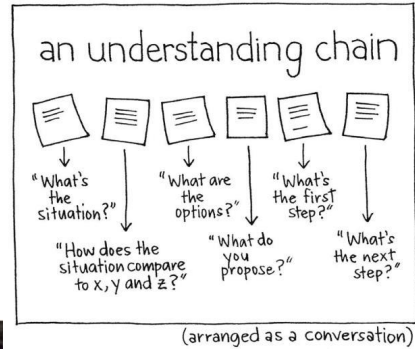 an understanding chain
"What's
the
situation?"
"How does the
situation compare
to x, y and z?"
"What are
the
options?"
"What do
you
propose?"
"What's
the first
step?"
"What's
the next
step?"
(arranged as a conversation)